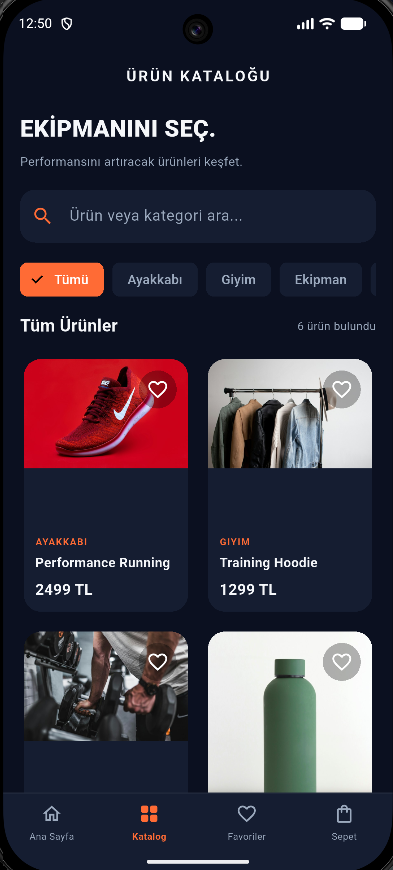 12:50
ÜRÜN KATALOĞU
EKİPMANINI SEÇ.
Performansını artıracak ürünleri keşfet.
Ürün veya kategori ara...
Tümü Ayakkabı Giyim Ekipman
Tüm Ürünler 6 ürün bulundu
AYAKKABI GIYIM
Performance Running Training Hoodie
2499 TL 1299 TL
Ana Sayfa Katalog Favoriler Sepet